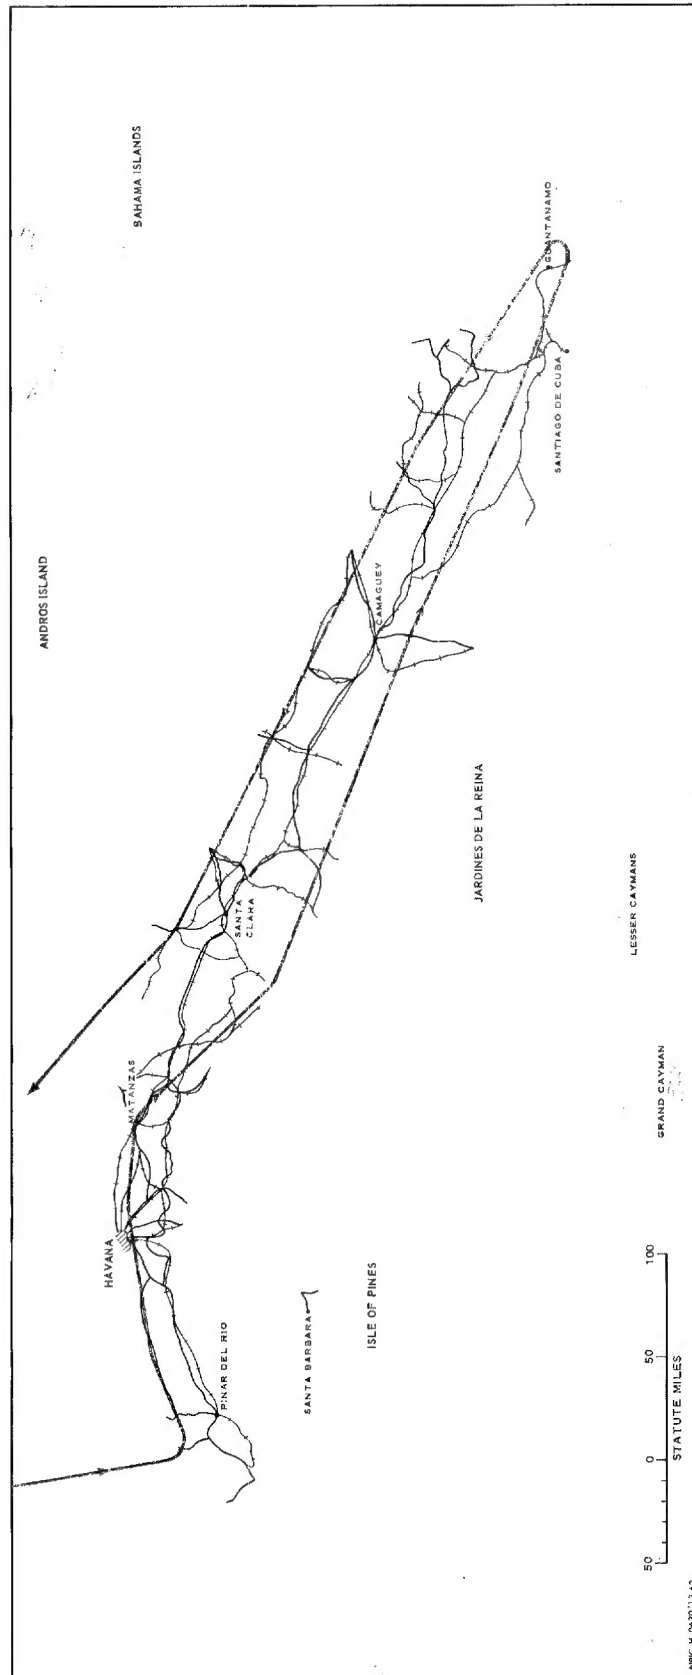 BAHAMA ISLANDS
ANDROS ISLAND
GUANTANAMO
SANTIAGO DE CUBA
CAMAGUEY
JARDINES DE LA REINA
SANTA
CLARA
LESSER CAYMANS
MATANZAS
GRAND CAYMAN
HAVANA
ISLE OF PINES
SANTA BARBARA
PINAR DEL RIO
50 0 50 100
STATUTE MILES